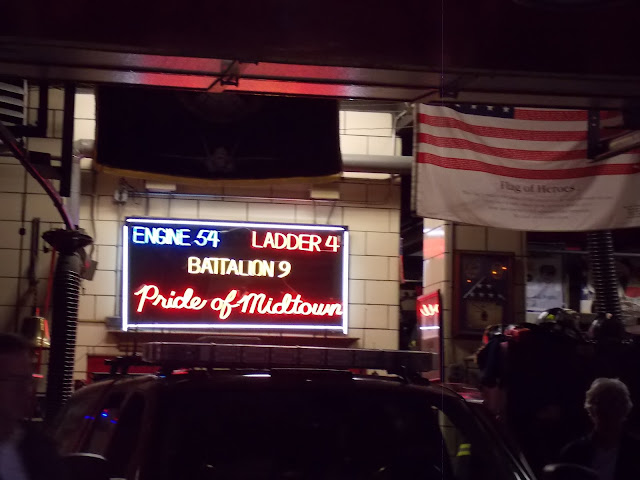 ENGINE 54 LADDER 4
BATTALION 9
Pride of Midtown
Flag of Heroes